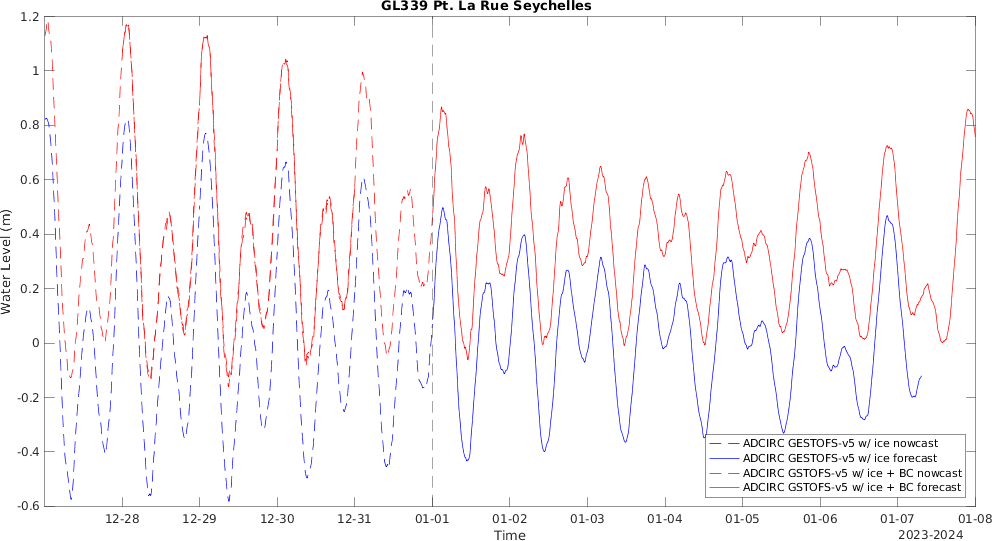 GL339 Pt. La Rue Seychelles
Water Level (m)
1.2
1
0.8
0.6
0.4
0.2
0
-0.2
-0.4
-0.6
ADCIRC GESTOFS-v5 w/ ice nowcast
ADCIRC GESTOFS-v5 w/ ice forecast
ADCIRC GSTOFS-v5 w/ ice + BC nowcast
ADCIRC GSTOFS-v5 w/ ice + BC forecast
12-28 12-29 12-30 12-31 01-01 01-02 01-03 01-04 01-05 01-06 01-07 01-08
Time
2023-2024